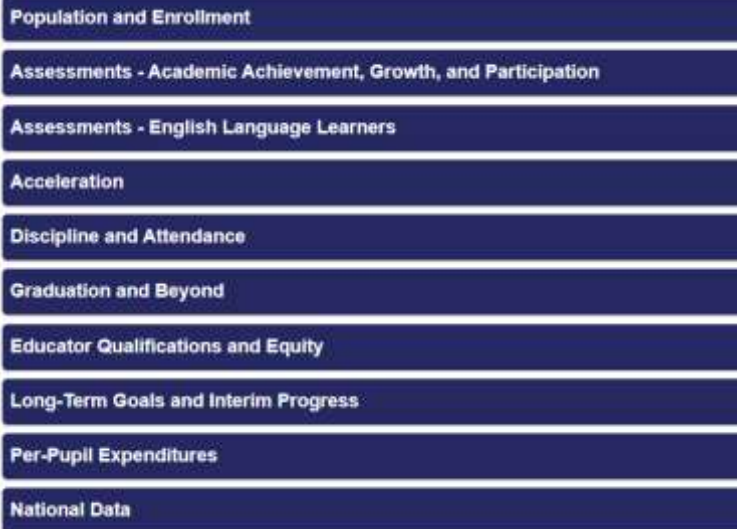 Population and Enrollment
Assessments - Academic Achievement, Growth, and Participation
Assessments - English Language Learners
Acceleration
Discipline and Attendance
Graduation and Beyond
Educator Qualifications and Equity
Long-Term Goals and Interim Progress
Per-Pupil Expenditures
National Data